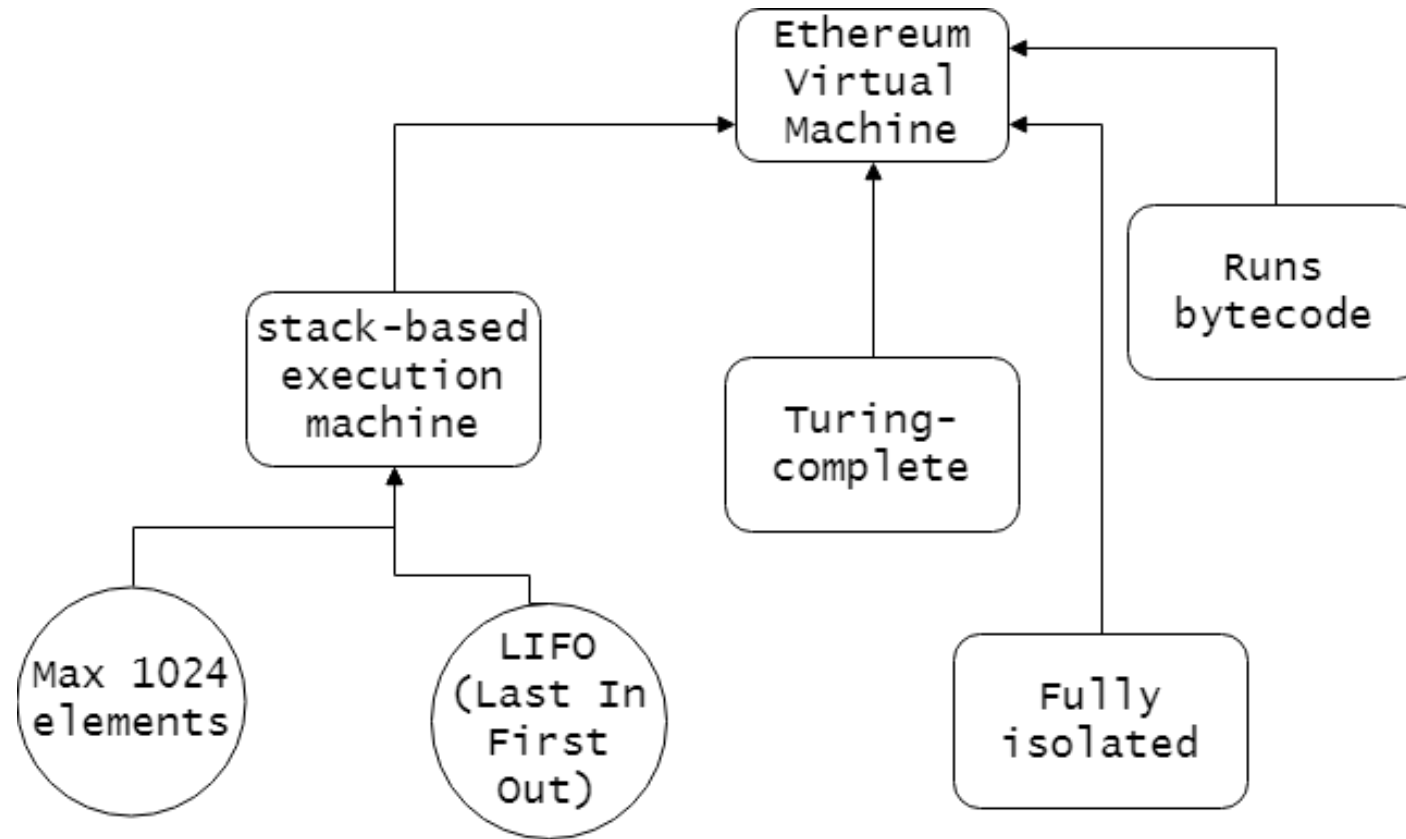 Ethereum
Virtual
Machine
Runs
bytecode
stack-based
execution
machine
Turing-
complete
Max 1024
elements
LIFO
(Last In
First
Out)
Fully
isolated